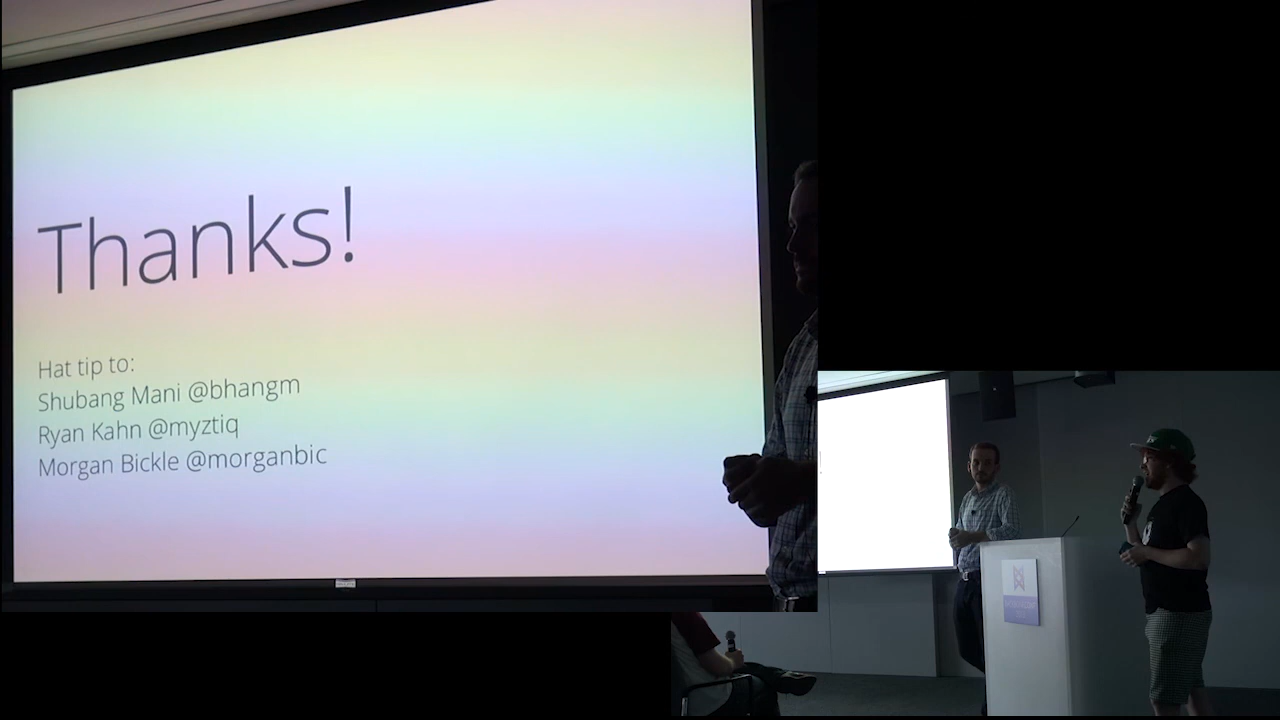 Thanks!
Hat tip to:
Shubang Mani @bhangm
Ryan Kahn @myztiq
Morgan Bickle @morganbic